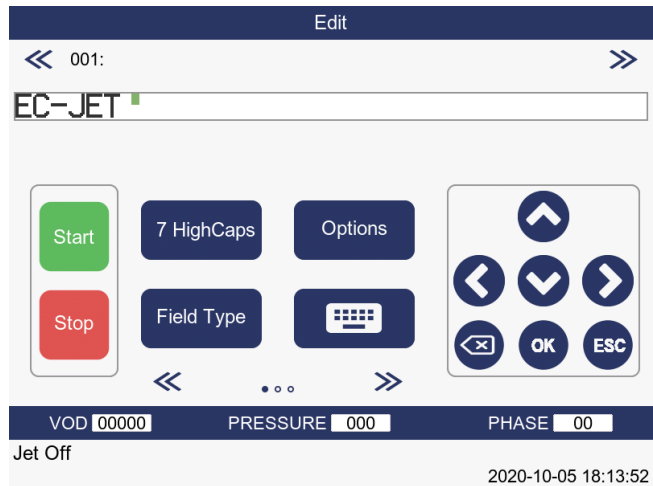 Edit
001:
EC-JET
Start
7 HighCaps
Options
Stop
Field Type
OK
ESC
VOD 00000 PRESSURE 000 PHASE 00
Jet Off
2020-10-05 18:13:52